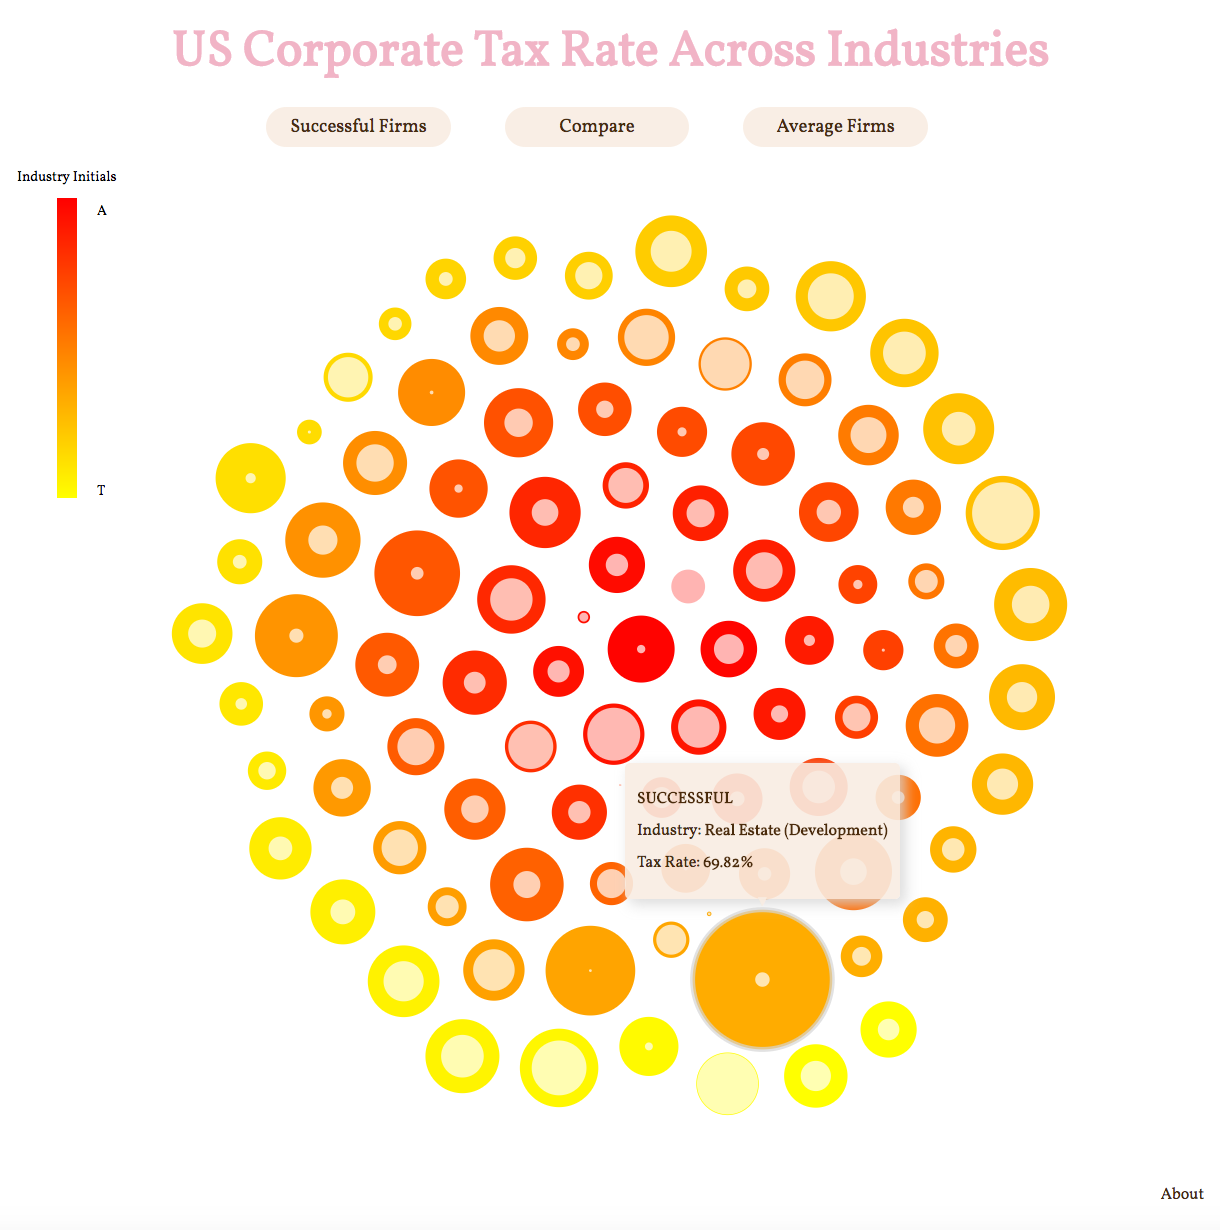 US Corporate Tax Rate Across Industries
Successful Firms
Compare
Average Firms
Industry Initials
A
T
SUCCESSFUL
Industry: Real Estate (Development)
Tax Rate: 69.82%
About